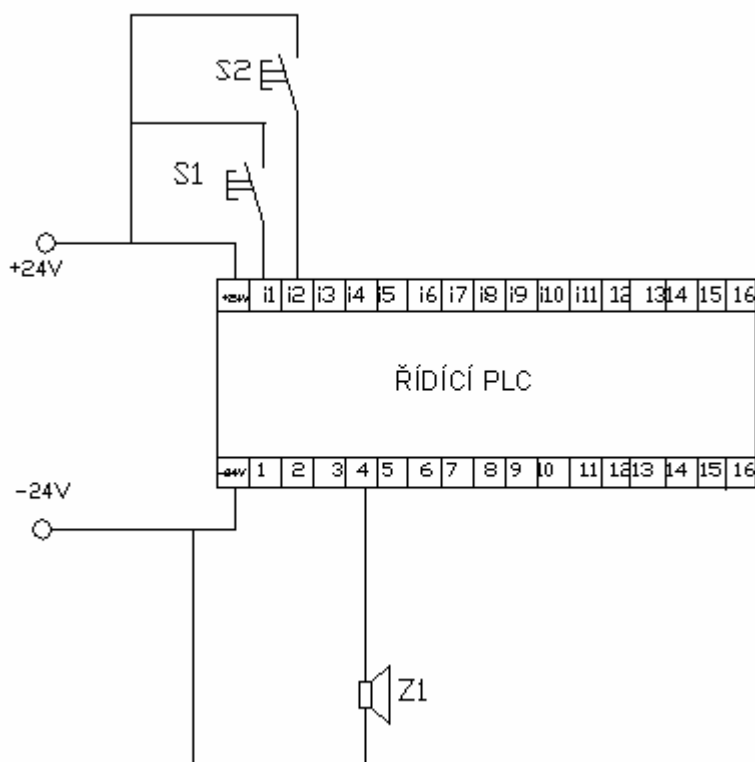 S2
S1
+24V
+24V i1 i2 i3 i4 i5 i6 i7 i8 i9 i10 i11 12 13 14 15 16
ŘÍDÍCÍ PLC
-24V 1 2 3 4 5 6 7 8 9 10 11 12 13 14 15 16
-24V
Z1